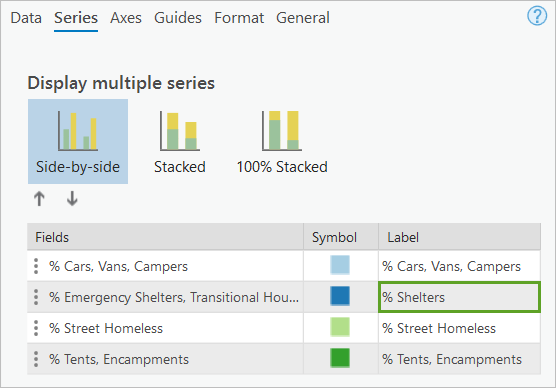 Data Series Axes Guides Format General ?
Display multiple series
Side-by-side Stacked 100% Stacked
Fields Symbol Label
% Cars, Vans, Campers % Cars, Vans, Campers
% Emergency Shelters, Transitional Hou... % Shelters
% Street Homeless % Street Homeless
% Tents, Encampments % Tents, Encampments